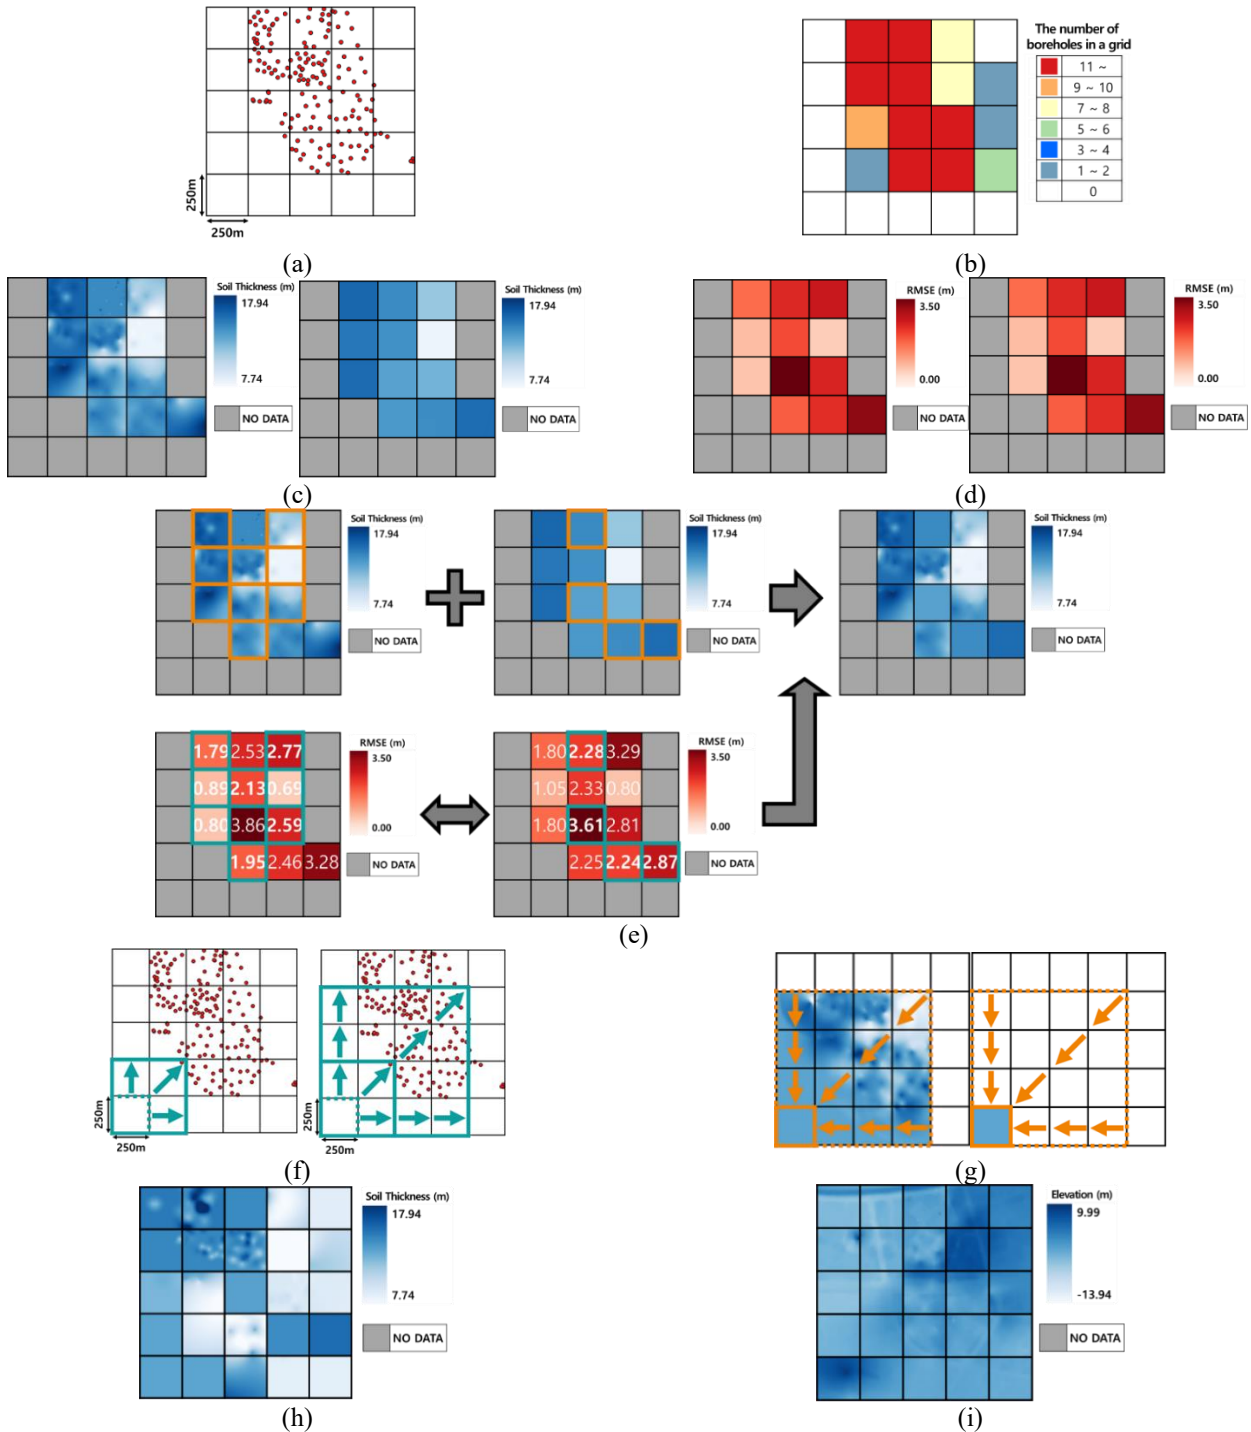 250m
250m
(a)
The number of
boreholes in a grid
11 ~
9 ~ 10
7 ~ 8
5 ~ 6
3 ~ 4
1 ~ 2
0
(b)
Soil Thickness (m)
17.94
7.74
NO DATA
Soil Thickness (m)
17.94
7.74
NO DATA
(c)
RMSE (m)
3.50
0.00
NO DATA
RMSE (m)
3.50
0.00
NO DATA
(d)
Soil Thickness (m)
17.94
7.74
NO DATA
Soil Thickness (m)
17.94
7.74
NO DATA
Soil Thickness (m)
17.94
7.74
NO DATA
1.79 2.53 2.77
0.89 2.13 0.69
0.80 3.86 2.59
1.95 2.46 3.28
RMSE (m)
3.50
0.00
NO DATA
1.80 2.28 3.29
1.05 2.33 0.80
1.80 3.61 2.81
2.25 2.24 2.87
RMSE (m)
3.50
0.00
NO DATA
(e)
250m
250m
250m
250m
(f)
(g)
Soil Thickness (m)
17.94
7.74
NO DATA
(h)
Elevation (m)
9.99
-13.94
NO DATA
(i)